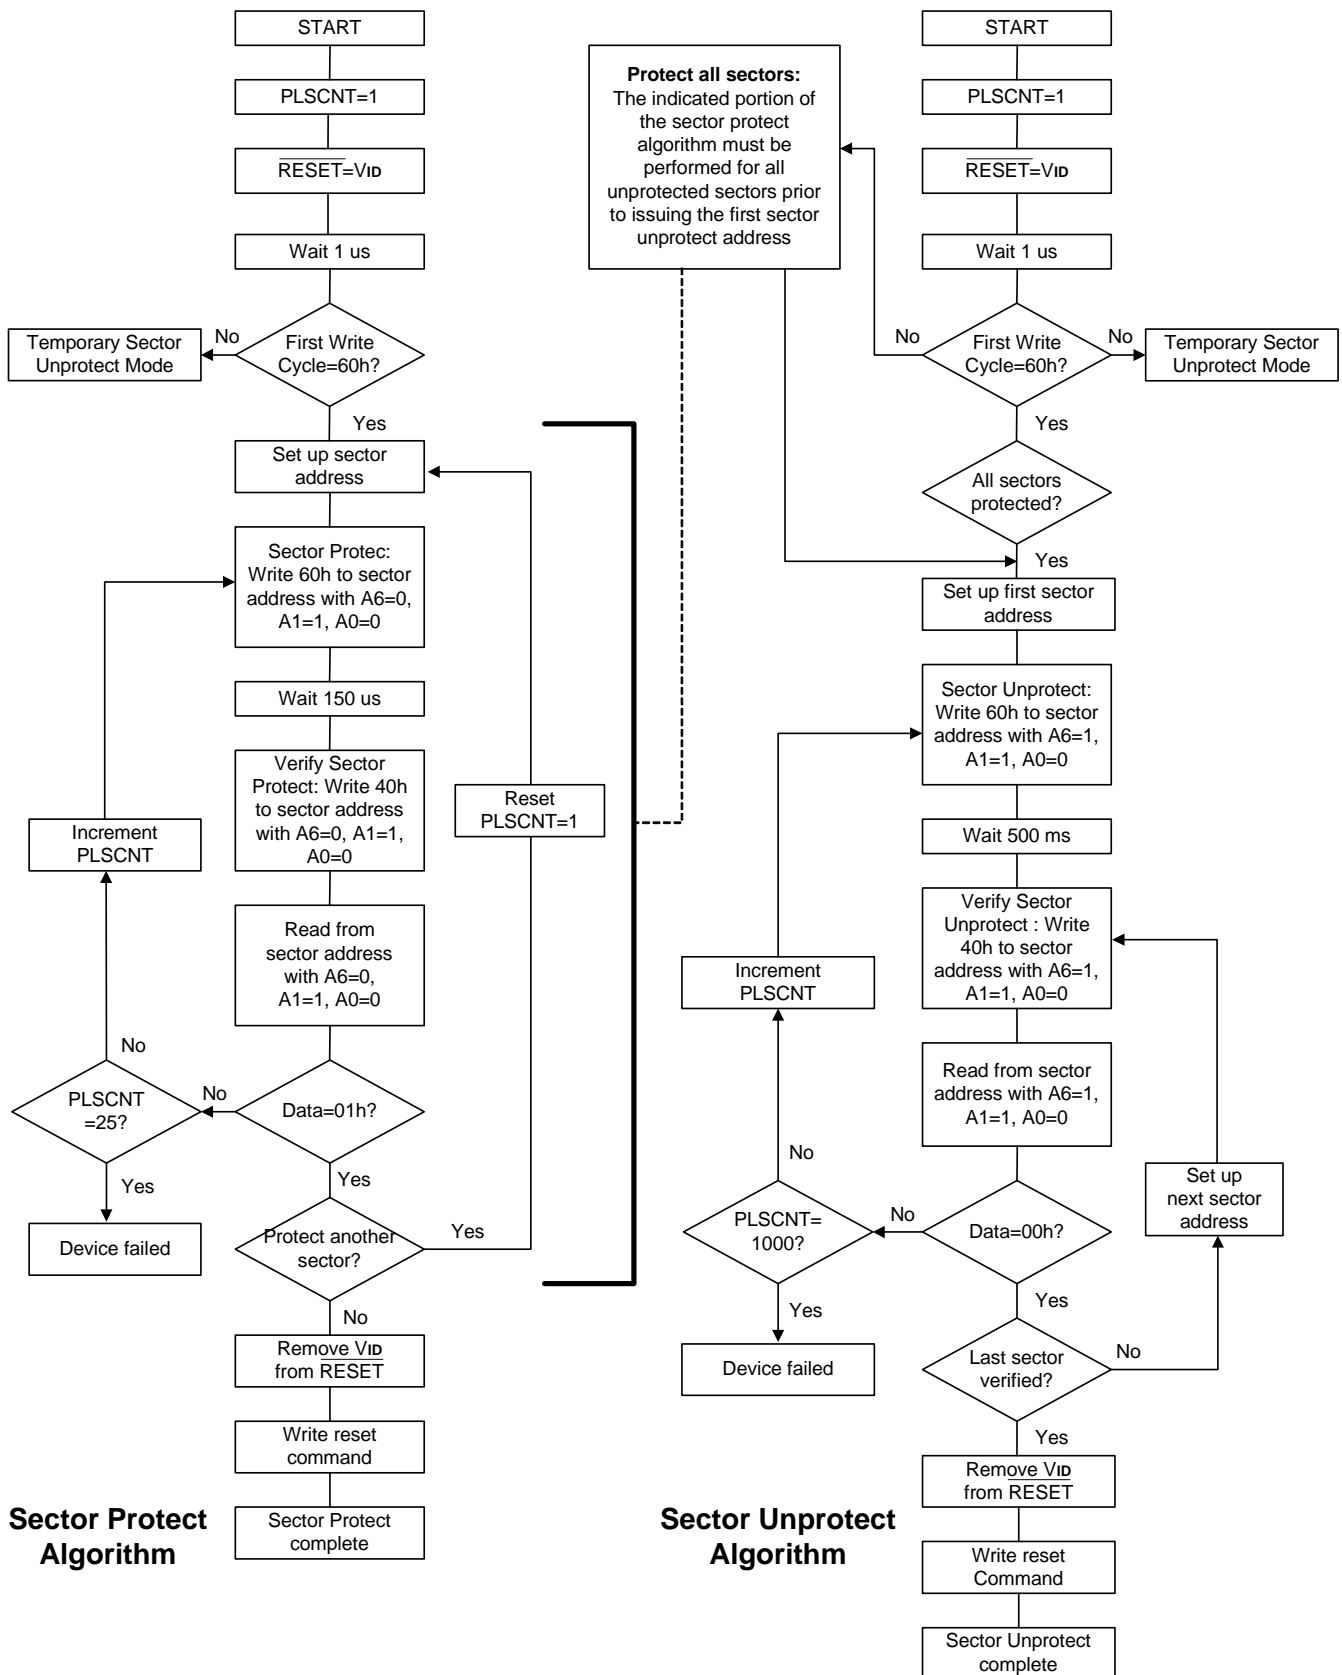 START
PLSCNT=1
RESET=VID
Wait 1 us
First Write
Cycle=60h?
No
Temporary Sector
Unprotect Mode
Yes
Set up sector
address
Sector Protec:
Write 60h to sector
address with A6=0,
A1=1, A0=0
Wait 150 us
Verify Sector
Protect: Write 40h
to sector address
with A6=0, A1=1,
A0=0
Reset
PLSCNT=1
Increment
PLSCNT
Read from
sector address
with A6=0,
A1=1, A0=0
No
PLSCNT
=25?
No
Data=01h?
Yes
Device failed
Yes
Protect another
sector?
Yes
No
Remove VID
from RESET
Write reset
command
Sector Protect
complete
Sector Protect
Algorithm
Protect all sectors:
The indicated portion of
the sector protect
algorithm must be
performed for all
unprotected sectors prior
to issuing the first sector
unprotect address
START
PLSCNT=1
RESET=VID
Wait 1 us
No
First Write
Cycle=60h?
No
Temporary Sector
Unprotect Mode
Yes
All sectors
protected?
Yes
Set up first sector
address
Sector Unprotect:
Write 60h to sector
address with A6=1,
A1=1, A0=0
Wait 500 ms
Verify Sector
Unprotect : Write
40h to sector
address with A6=1,
A1=1, A0=0
Increment
PLSCNT
Read from sector
address with A6=1,
A1=1, A0=0
No
Set up
next sector
address
PLSCNT=
1000?
No
Data=00h?
Yes
Device failed
Yes
Last sector
verified?
No
Yes
Remove VID
from RESET
Write reset
Command
Sector Unprotect
complete
Sector Unprotect
Algorithm